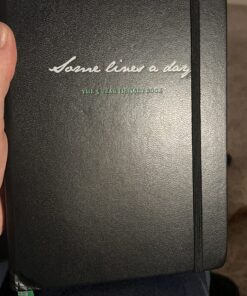 Some lines a day
THE 5 YEAR MEMORY BOOK